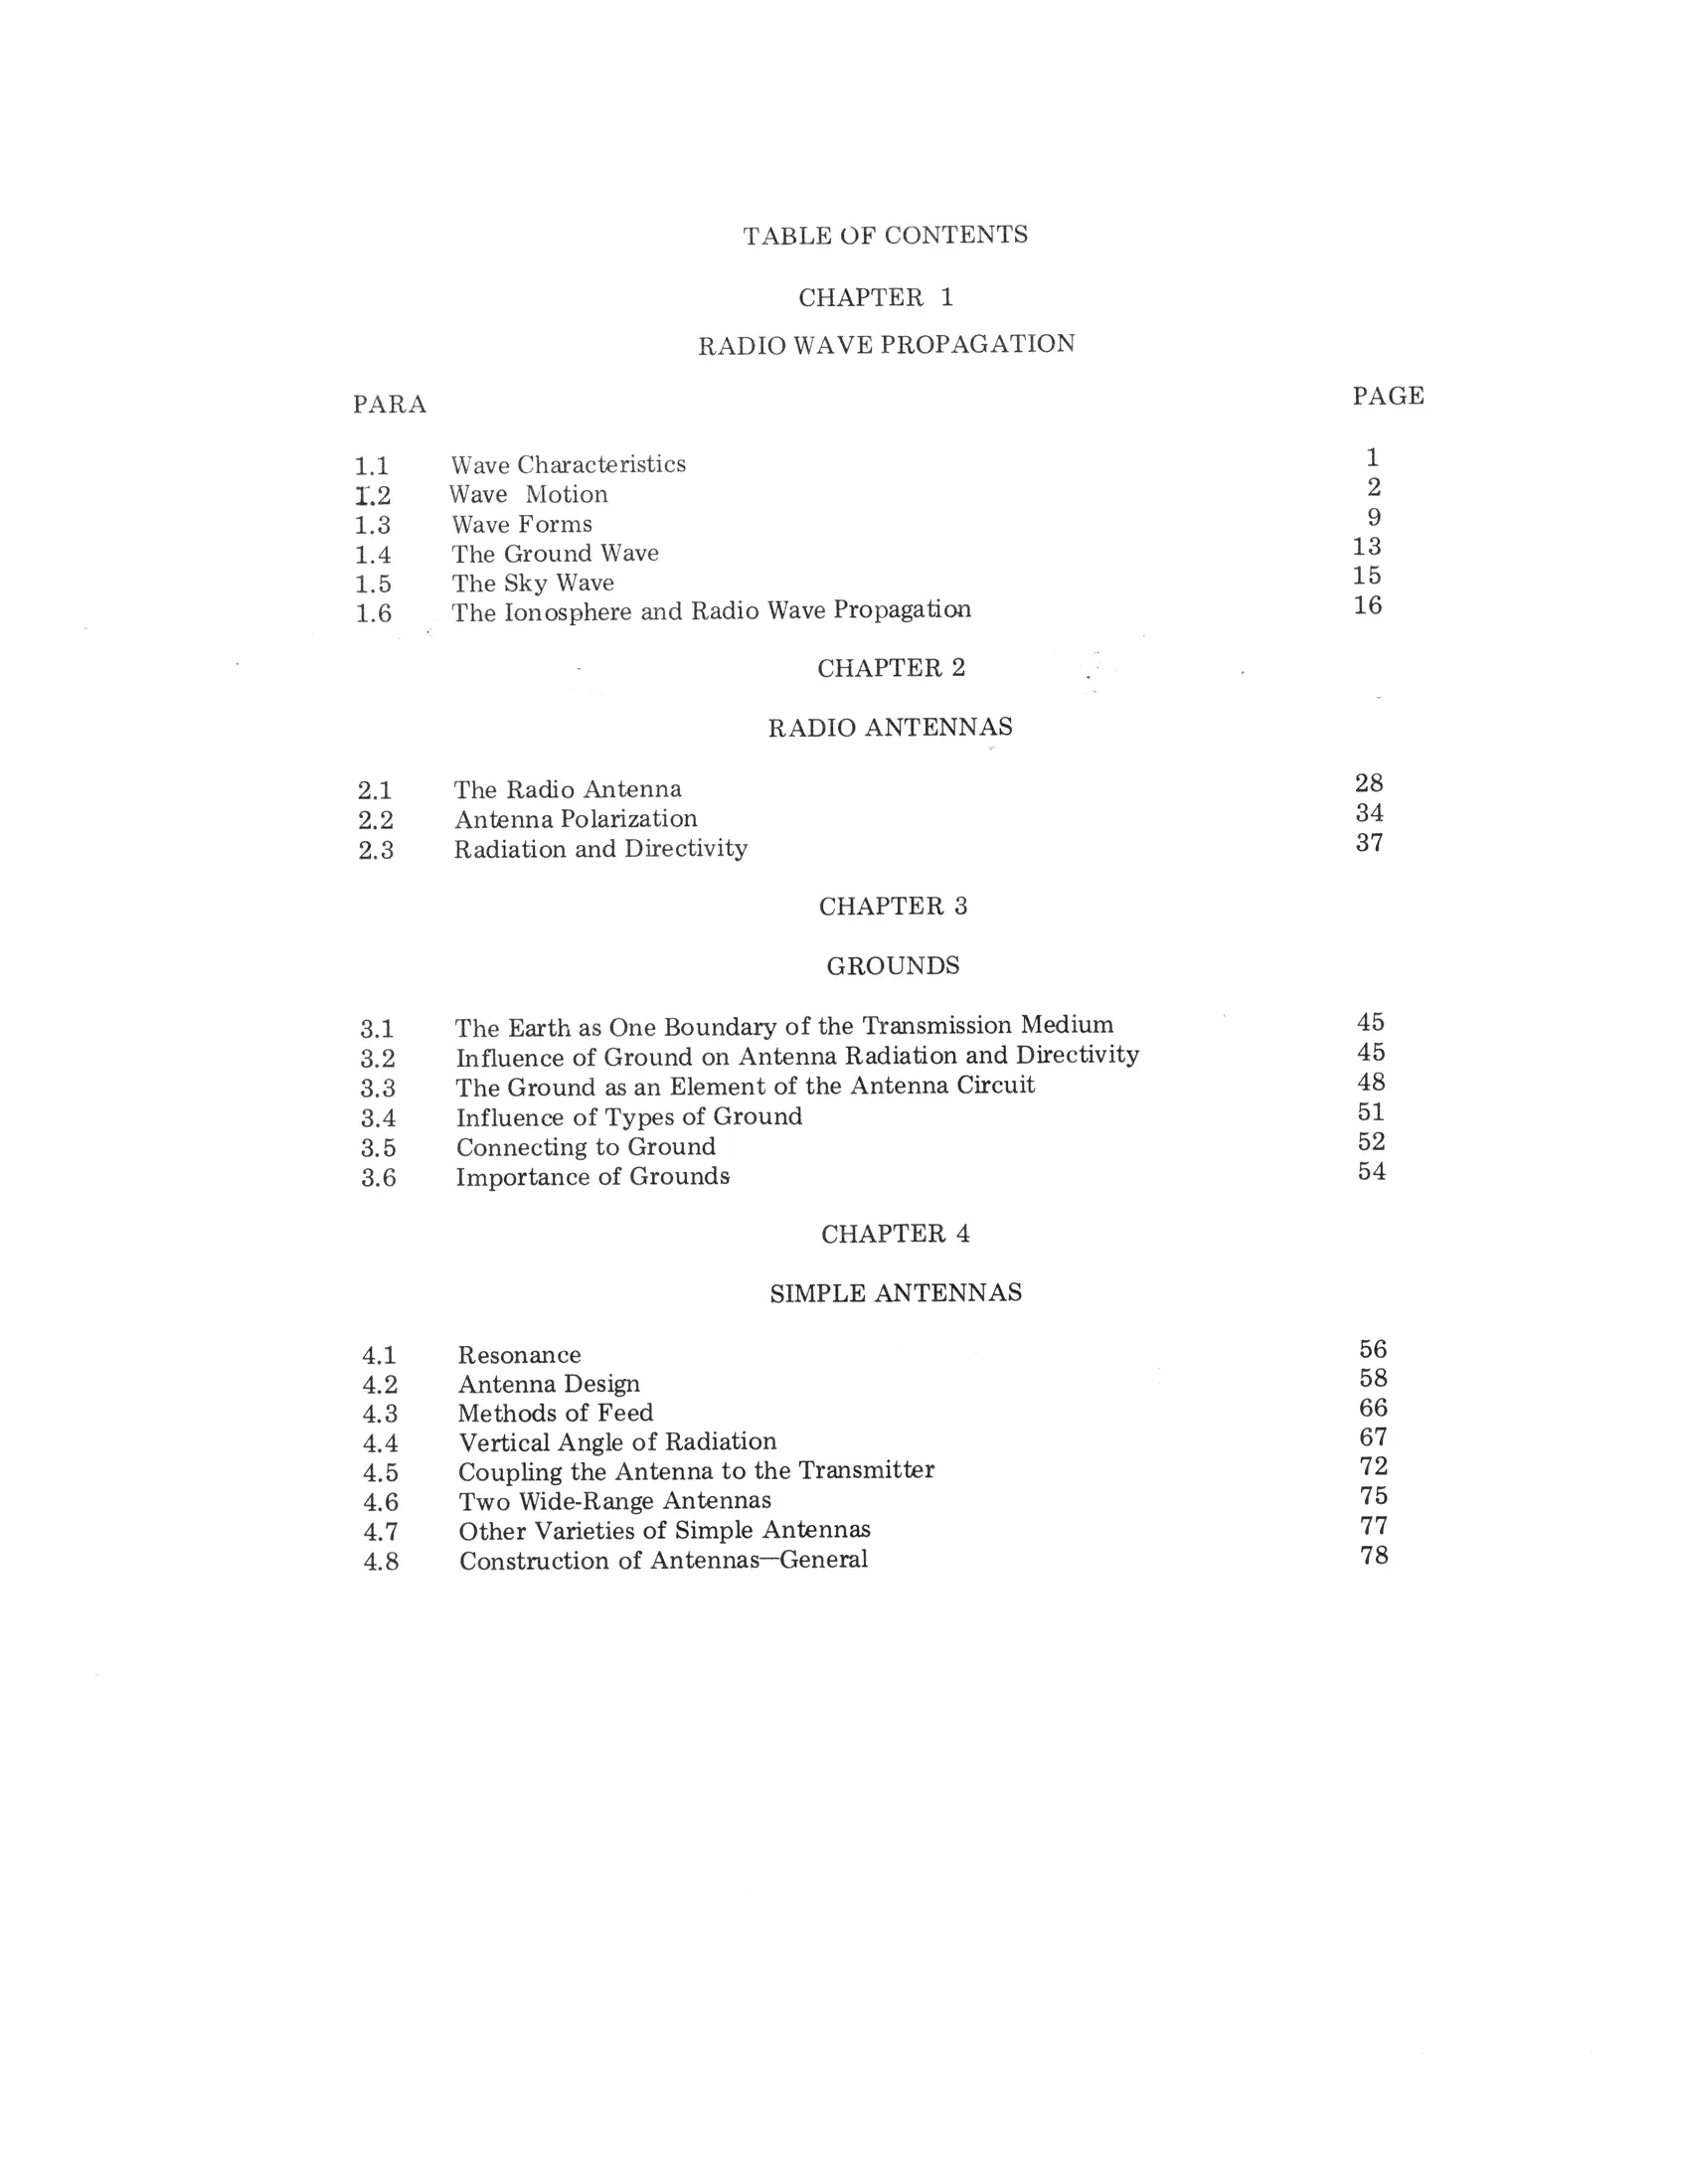 TABLE OF CONTENTS
CHAPTER 1
RADIO WAVE PROPAGATION
PARA PAGE
1.1 Wave Characteristics 1
1.2 Wave Motion 2
1.3 Wave Forms 9
1.4 The Ground Wave 13
1.5 The Sky Wave 15
1.6 The Ionosphere and Radio Wave Propagation 16
CHAPTER 2
RADIO ANTENNAS
2.1 The Radio Antenna 28
2.2 Antenna Polarization 34
2.3 Radiation and Directivity 37
CHAPTER 3
GROUNDS
3.1 The Earth as One Boundary of the Transmission Medium 45
3.2 Influence of Ground on Antenna Radiation and Directivity 45
3.3 The Ground as an Element of the Antenna Circuit 48
3.4 Influence of Types of Ground 51
3.5 Connecting to Ground 52
3.6 Importance of Grounds 54
CHAPTER 4
SIMPLE ANTENNAS
4.1 Resonance 56
4.2 Antenna Design 58
4.3 Methods of Feed 66
4.4 Vertical Angle of Radiation 67
4.5 Coupling the Antenna to the Transmitter 72
4.6 Two Wide-Range Antennas 75
4.7 Other Varieties of Simple Antennas 77
4.8 Construction of Antennas—General 78